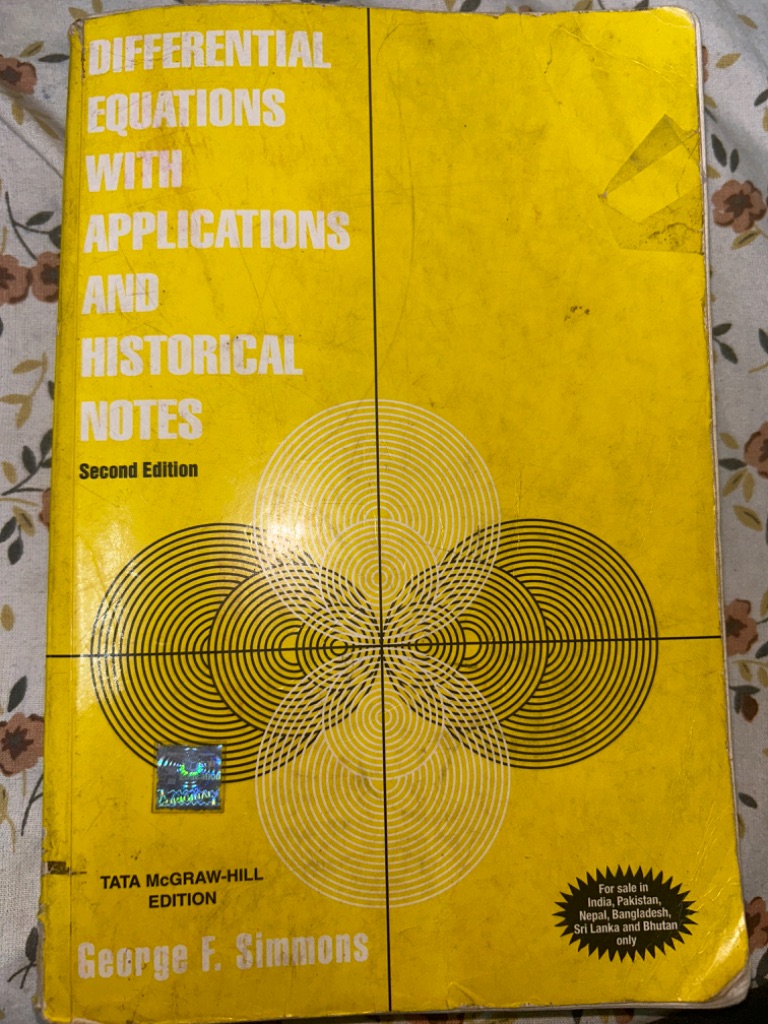 DIFFERENTIAL
EQUATIONS
WITH
APPLICATIONS
AND
HISTORICAL
NOTES
Second Edition
TATA McGRAW-HILL
EDITION
George F. Simmons
For sale in
India, Pakistan,
Nepal, Bangladesh,
Sri Lanka and Bhutan
only